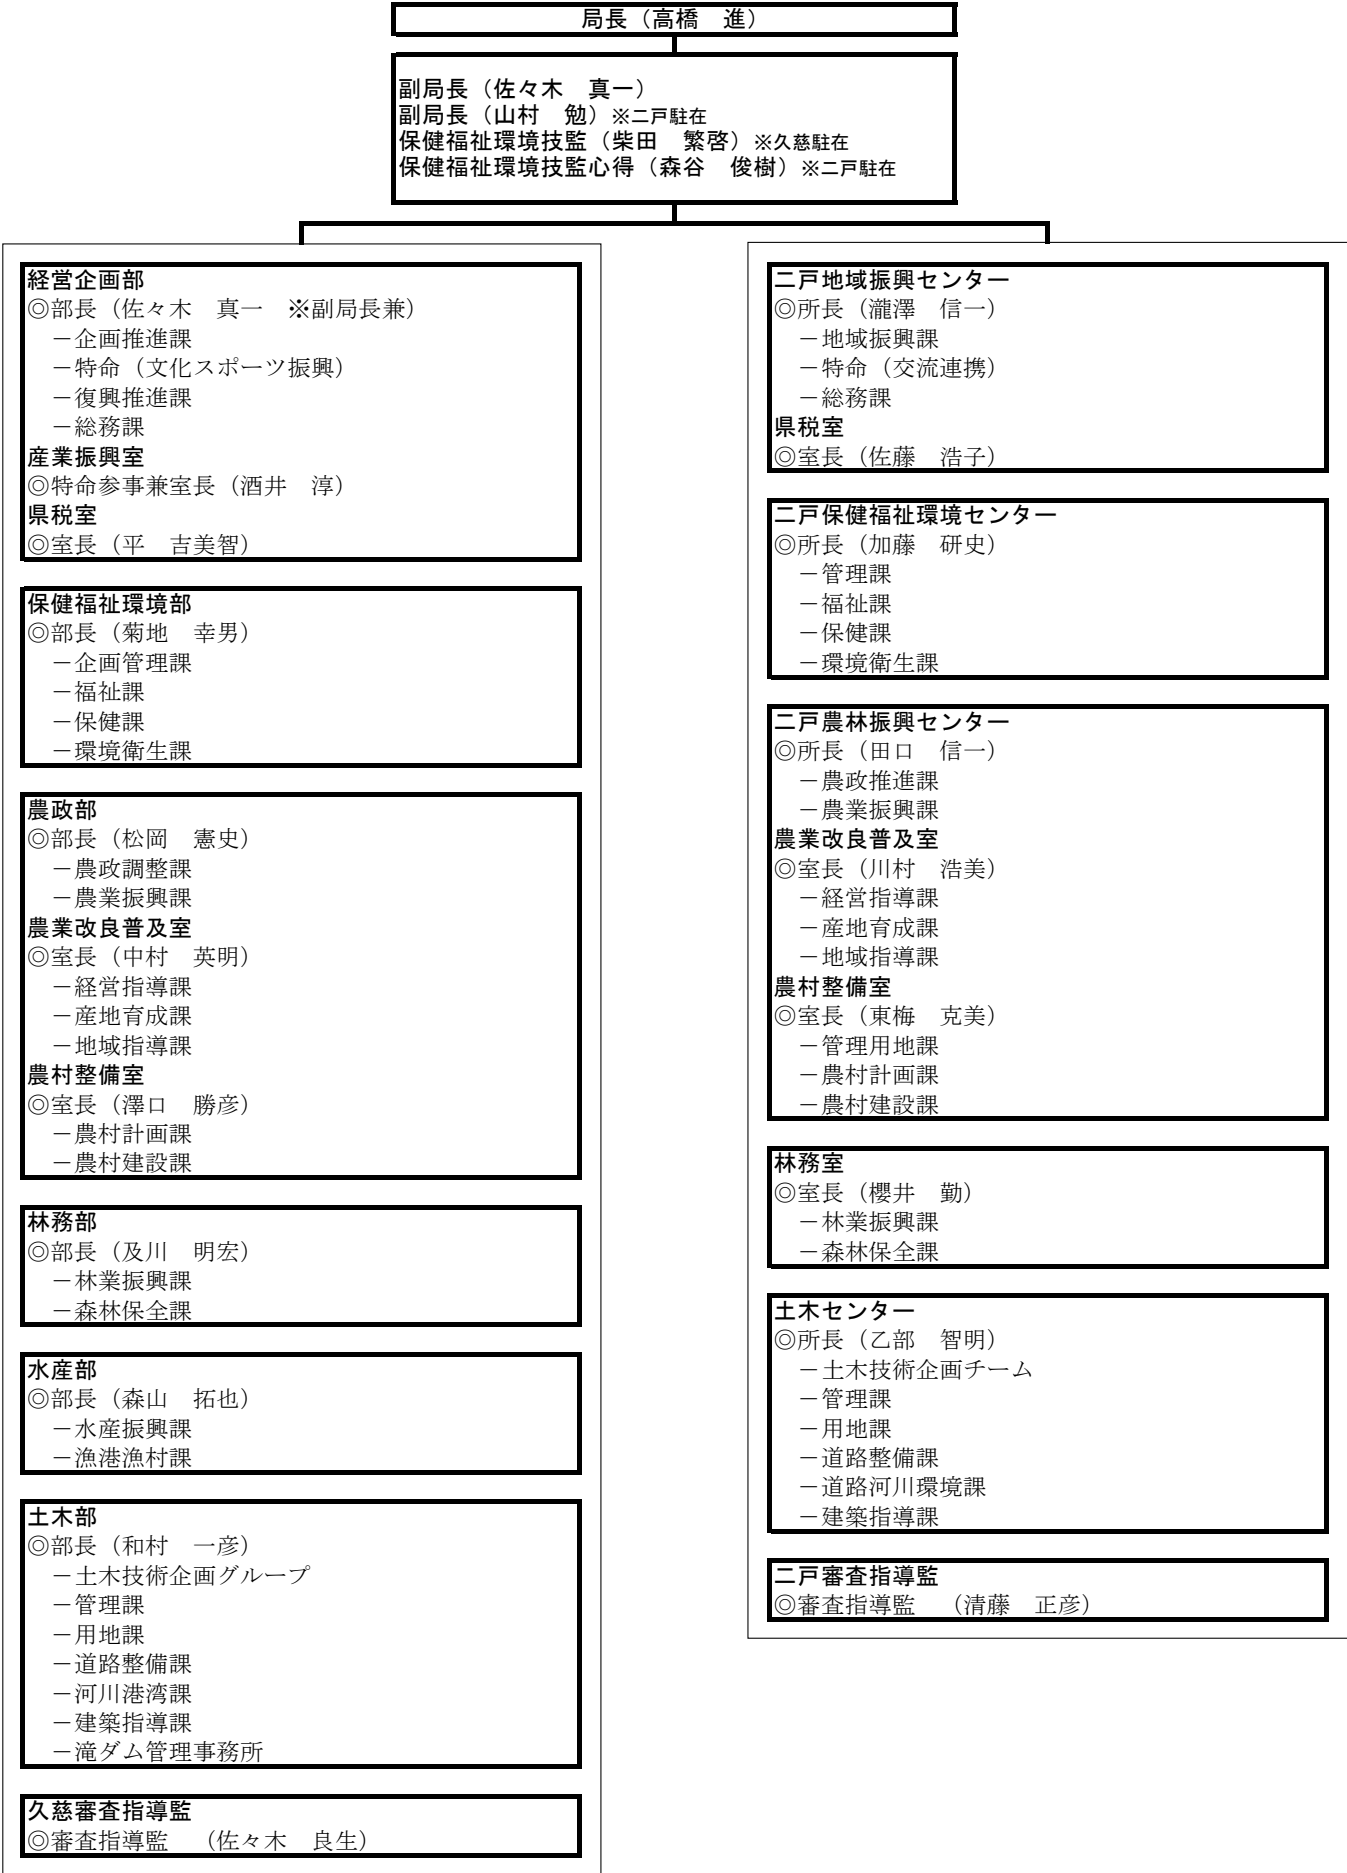 局長（高橋　進）
副局長（佐々木　真一）
副局長（山村　勉）※二戸駐在
保健福祉環境技監（柴田　繁啓）※久慈駐在
保健福祉環境技監心得（森谷　俊樹）※二戸駐在
経営企画部
◎部長（佐々木　真一　※副局長兼）
－企画推進課
－特命（文化スポーツ振興）
－復興推進課
－総務課
産業振興室
◎特命参事兼室長（酒井　淳）
県税室
◎室長（平　吉美智）
保健福祉環境部
◎部長（菊地　幸男）
－企画管理課
－福祉課
－保健課
－環境衛生課
農政部
◎部長（松岡　憲史）
－農政調整課
－農業振興課
農業改良普及室
◎室長（中村　英明）
－経営指導課
－産地育成課
－地域指導課
農村整備室
◎室長（澤口　勝彦）
－農村計画課
－農村建設課
林務部
◎部長（及川　明宏）
－林業振興課
－森林保全課
水産部
◎部長（森山　拓也）
－水産振興課
－漁港漁村課
土木部
◎部長（和村　一彦）
－土木技術企画グループ
－管理課
－用地課
－道路整備課
－河川港湾課
－建築指導課
－滝ダム管理事務所
久慈審査指導監
◎審査指導監　（佐々木　良生）
二戸地域振興センター
◎所長（瀧澤　信一）
－地域振興課
－特命（交流連携）
－総務課
県税室
◎室長（佐藤　浩子）
二戸保健福祉環境センター
◎所長（加藤　研史）
－管理課
－福祉課
－保健課
－環境衛生課
二戸農林振興センター
◎所長（田口　信一）
－農政推進課
－農業振興課
農業改良普及室
◎室長（川村　浩美）
－経営指導課
－産地育成課
－地域指導課
農村整備室
◎室長（東梅　克美）
－管理用地課
－農村計画課
－農村建設課
林務室
◎室長（櫻井　勤）
－林業振興課
－森林保全課
土木センター
◎所長（乙部　智明）
－土木技術企画チーム
－管理課
－用地課
－道路整備課
－道路河川環境課
－建築指導課
二戸審査指導監
◎審査指導監　（清藤　正彦）